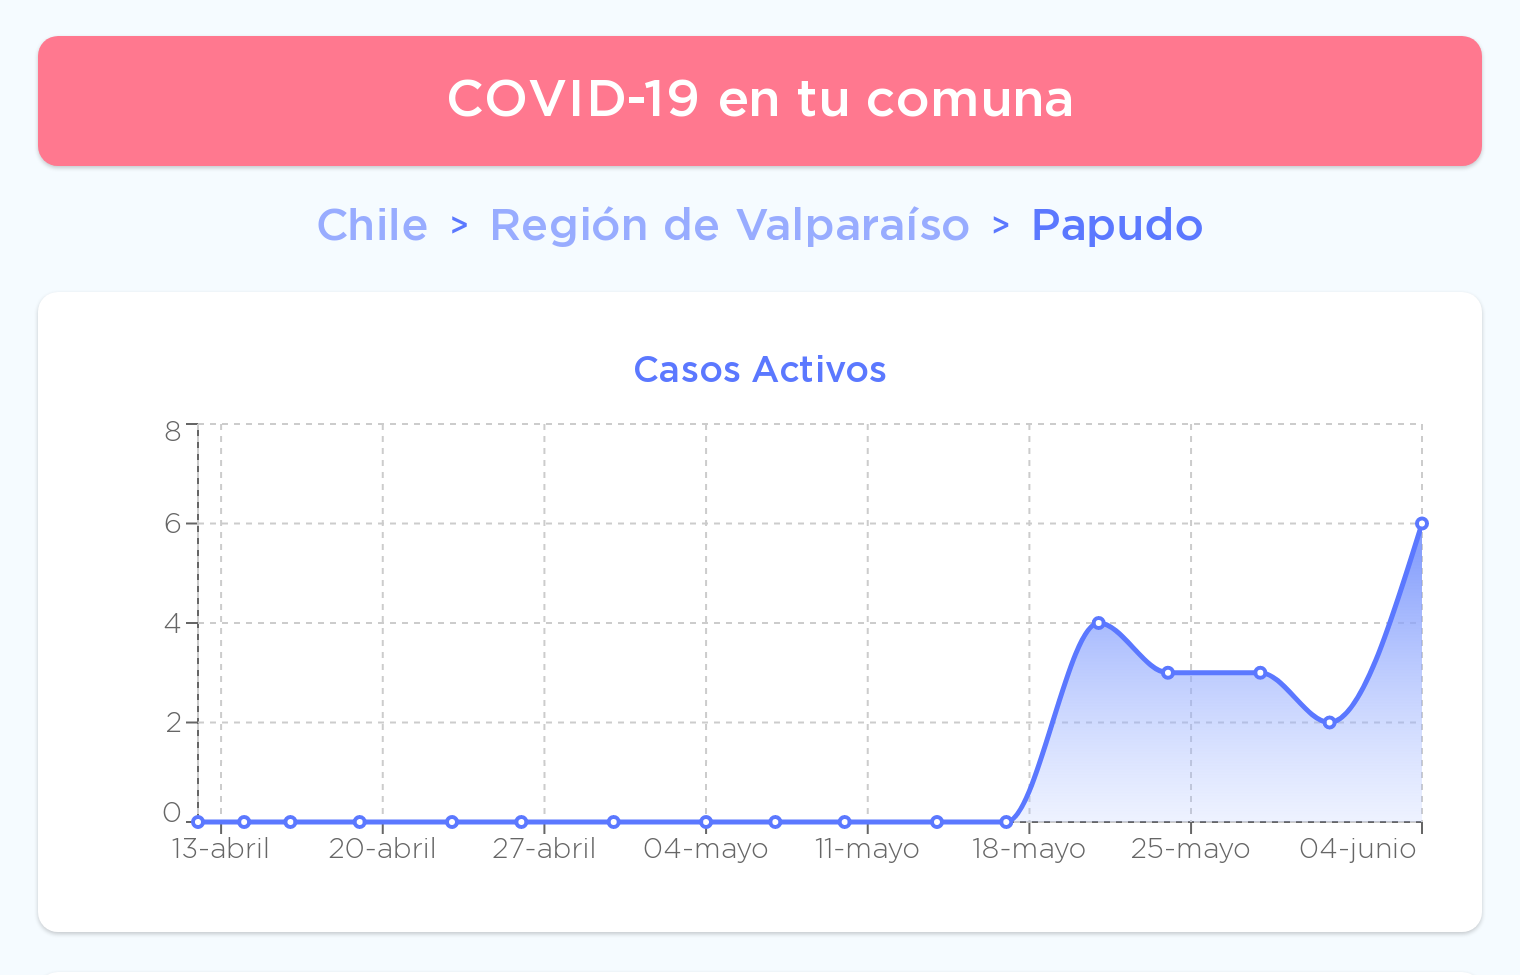 COVID-19 en tu comuna
Chile > Región de Valparaíso > Papudo
Casos Activos
8
6
4
2
0
13-abril 20-abril 27-abril 04-mayo 11-mayo 18-mayo 25-mayo 04-junio